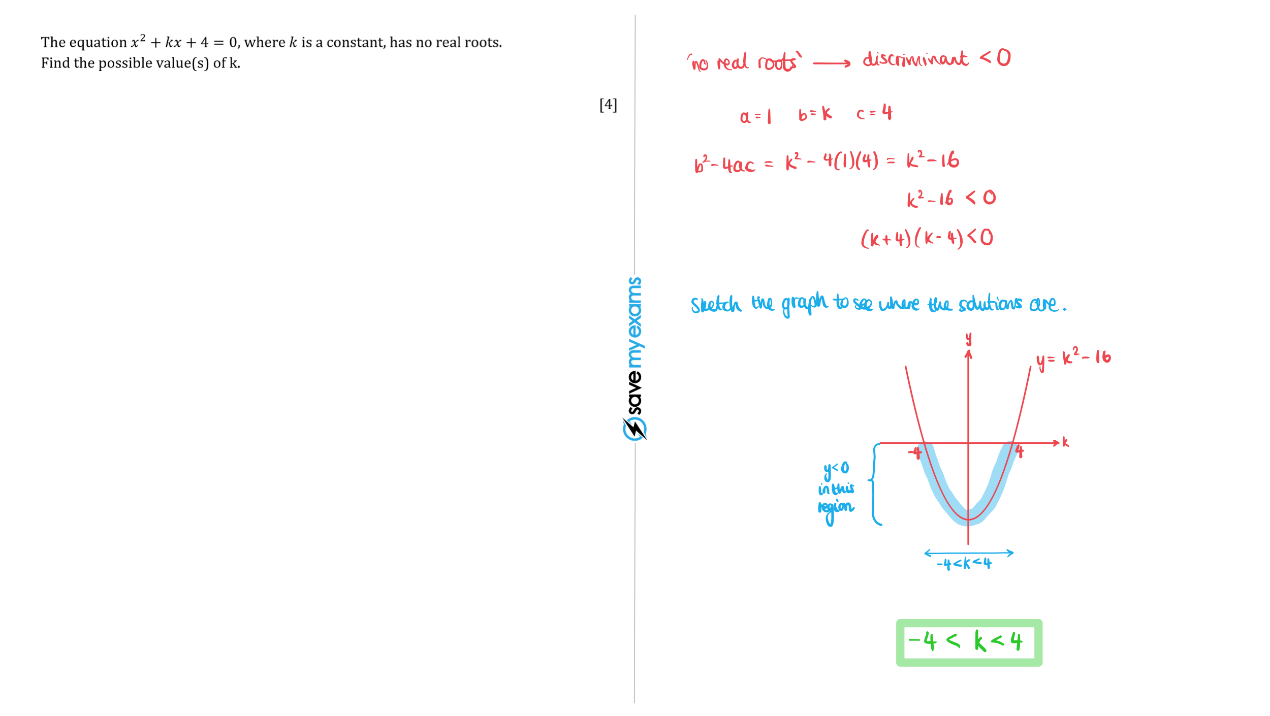 The equation x² + kx + 4 = 0, where k is a constant, has no real roots.
Find the possible value(s) of k.
[4]
save my exams
'no real roots' → discriminant < 0
a = 1 b = k c = 4
b² - 4ac = k² - 4(1)(4) = k² - 16
k² - 16 < 0
(k + 4)(k - 4) < 0
Sketch the graph to see where the solutions are.
y
y = k² - 16
k
-4
4
y < 0
in this
region
-4 < k < 4
-4 < k < 4